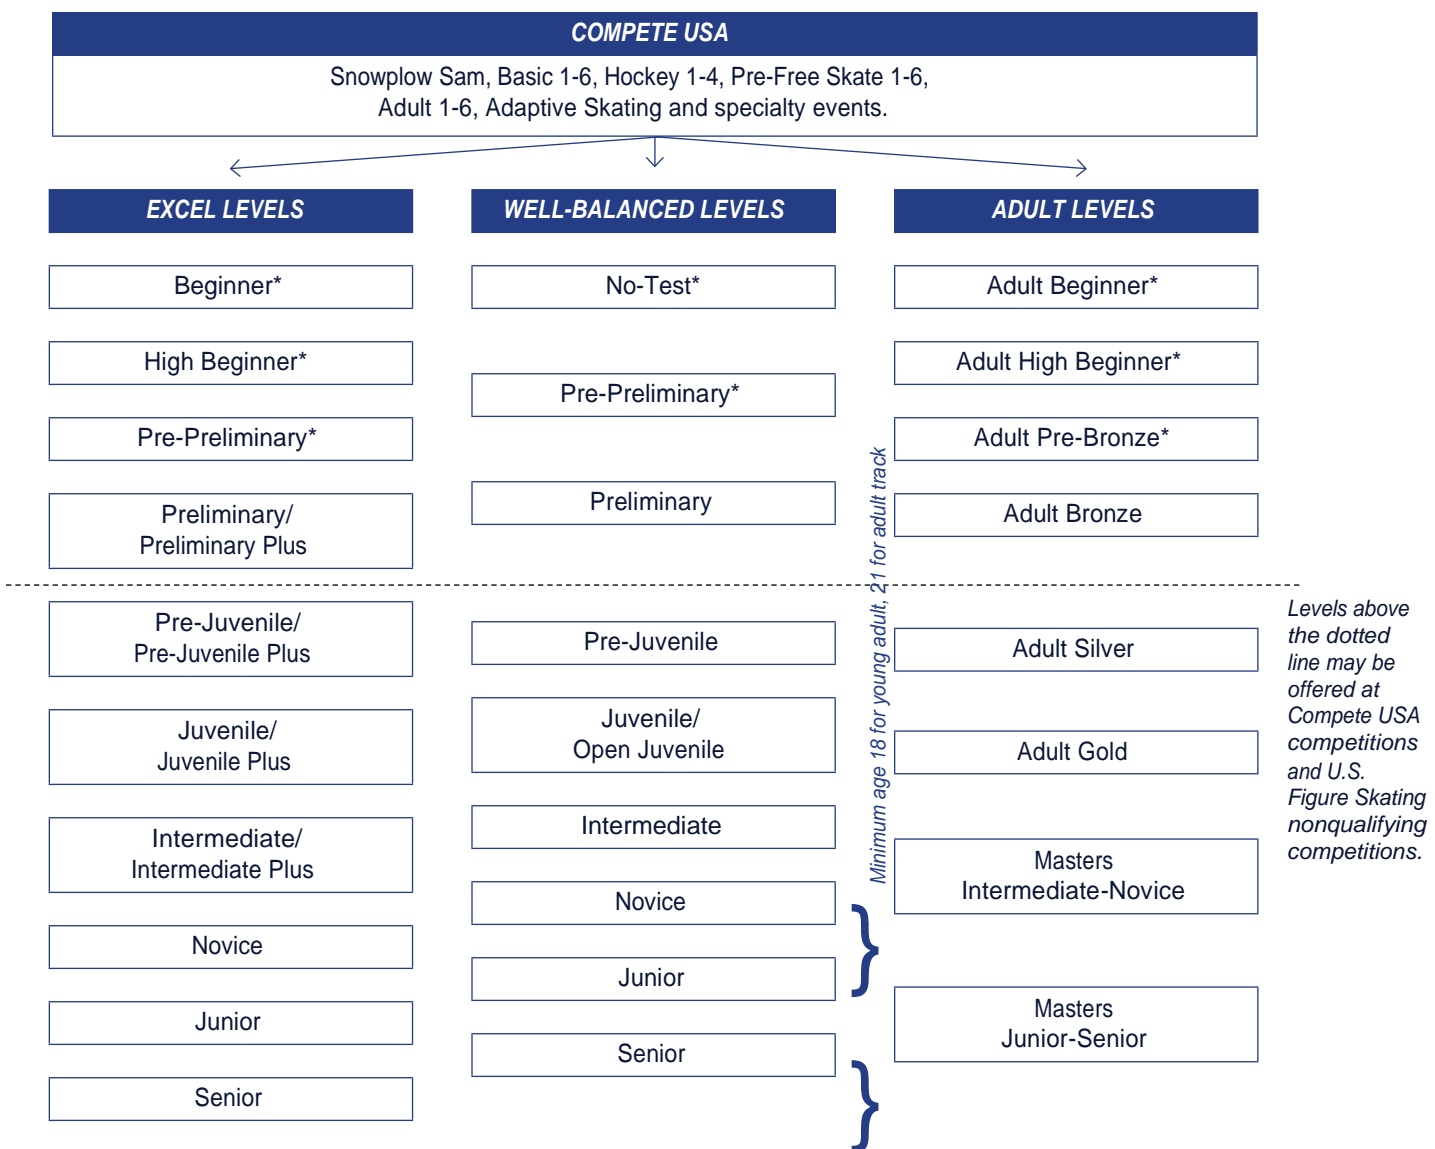 COMPETE USA
Snowplow Sam, Basic 1-6, Hockey 1-4, Pre-Free Skate 1-6,
Adult 1-6, Adaptive Skating and specialty events.
EXCEL LEVELS
Beginner*
High Beginner*
Pre-Preliminary*
Preliminary/
Preliminary Plus
Pre-Juvenile/
Pre-Juvenile Plus
Juvenile/
Juvenile Plus
Intermediate/
Intermediate Plus
Novice
Junior
Senior
WELL-BALANCED LEVELS
No-Test*
Pre-Preliminary*
Preliminary
Pre-Juvenile
Juvenile/
Open Juvenile
Intermediate
Novice
Junior
Senior
}
}
Minimum age 18 for young adult, 21 for adult track
ADULT LEVELS
Adult Beginner*
Adult High Beginner*
Adult Pre-Bronze*
Adult Bronze
Adult Silver
Adult Gold
Masters
Intermediate-Novice
Masters
Junior-Senior
Levels above
the dotted
line may be
offered at
Compete USA
competitions
and U.S.
Figure Skating
nonqualifying
competitions.